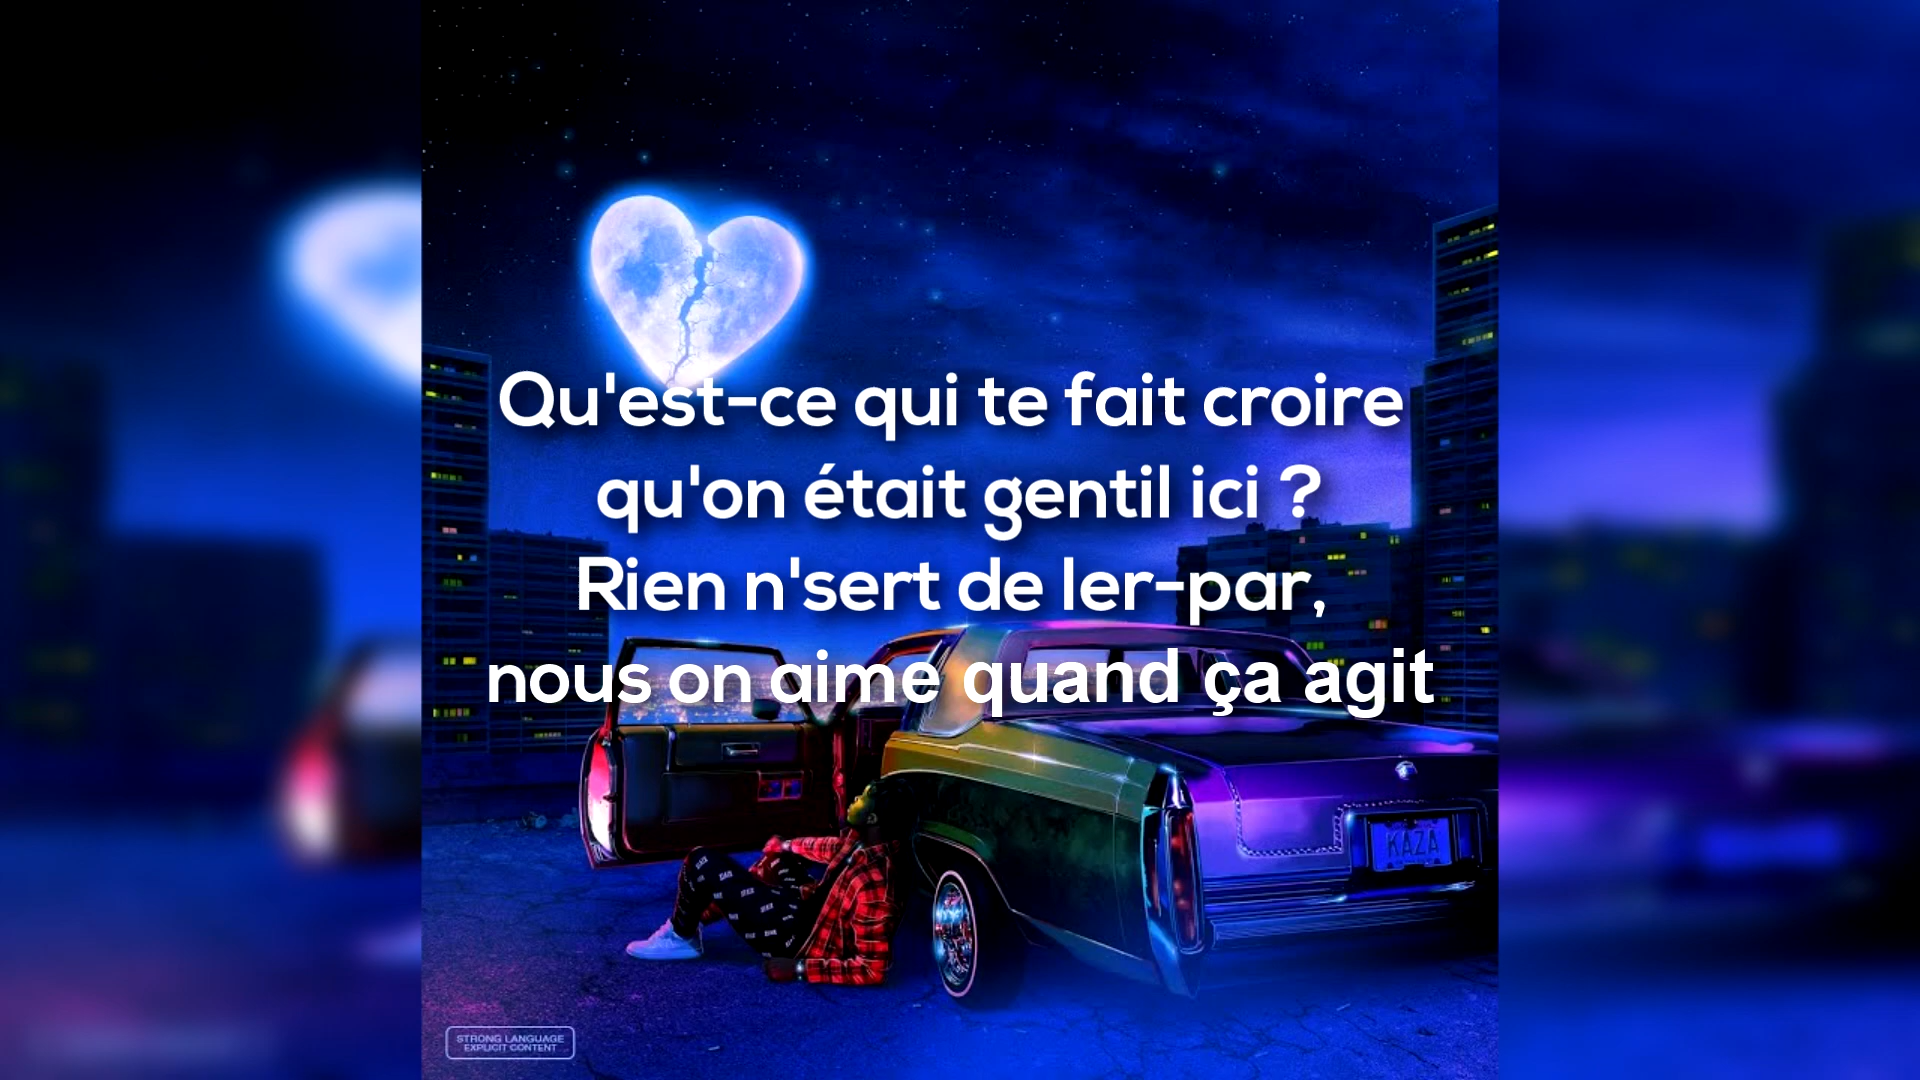 Qu'est-ce qui te fait croire
qu'on était gentil ici ?
Rien n'sert de ler-par,
nous on aime quand ça agit
KAZA
STRONG LANGUAGE
EXPLICIT CONTENT